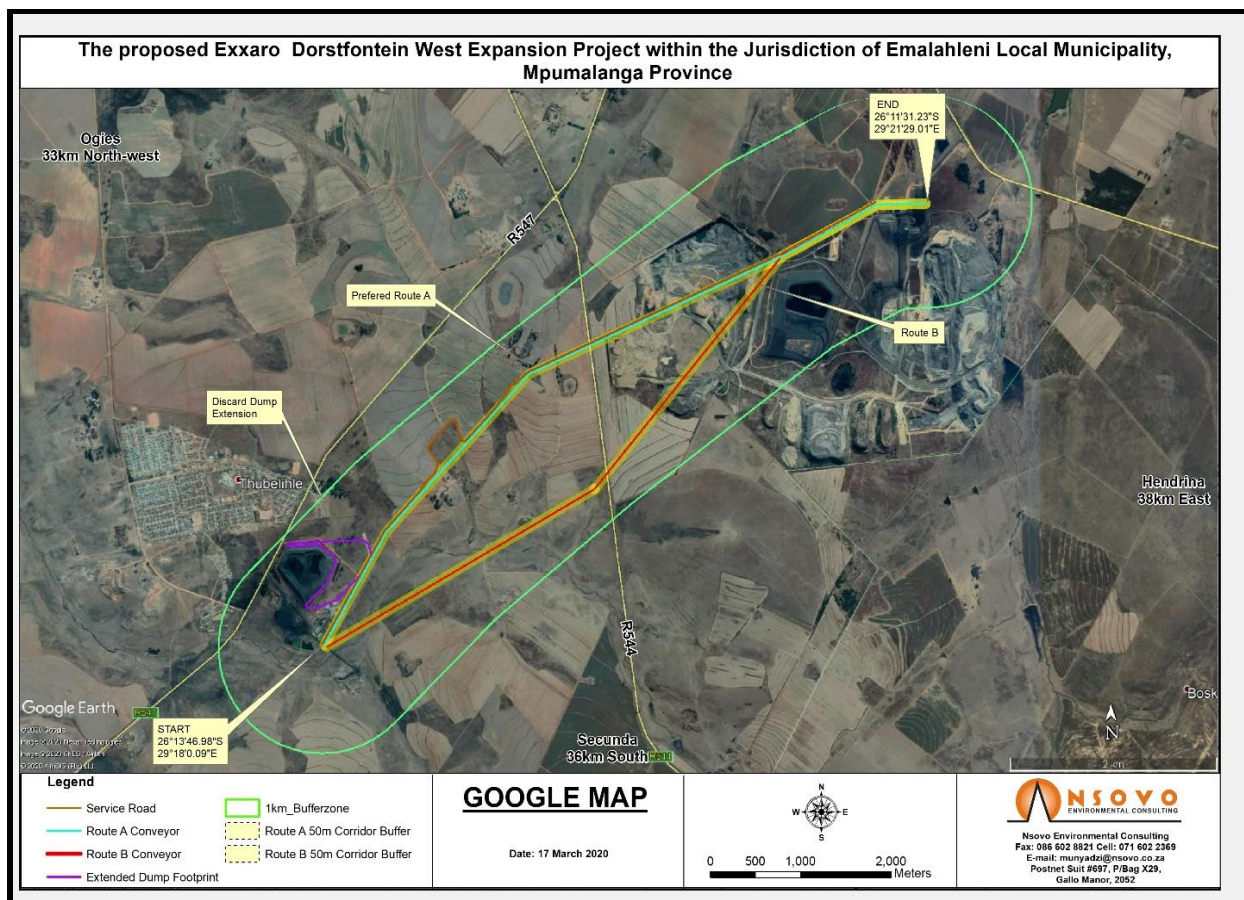 The proposed Exxaro  Dorstfontein West Expansion Project within the Jurisdiction of Emalahleni Local Municipality,
Mpumalanga Province
END
26°11'31.23"S
29°21'29.01"E
Ogies
33km North-west
R547
Prefered Route A
Route B
Discard Dump
Extension
Thubelihle
Hendrina
38km East
R544
Bosk
Google Earth
START
26°13'46.98"S
29°18'0.09"E
Secunda
36km South
N
Legend
Service Road
Route A Conveyor
Route B Conveyor
Extended Dump Footprint
1km_Bufferzone
Route A 50m Corridor Buffer
Route B 50m Corridor Buffer
GOOGLE MAP
Date: 17 March 2020
N
W E
S
0 500 1,000 2,000
Meters
NSOVO
ENVIRONMENTAL CONSULTING
Nsovo Environmental Consulting
Fax: 086 602 8821 Cell: 071 602 2369
E-mail: munyadzi@nsovo.co.za
Postnet Suit #697, P/Bag X29,
Gallo Manor, 2052